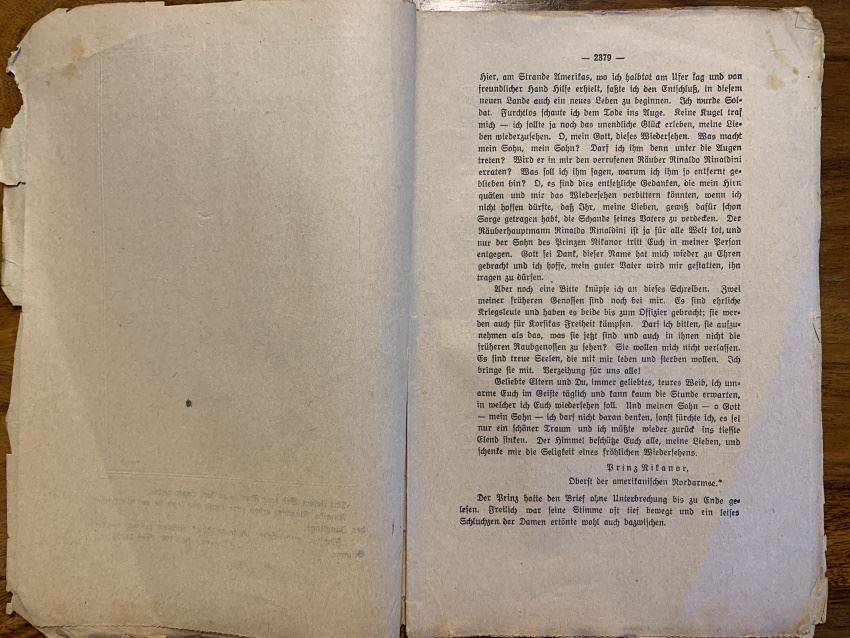 — 2379 —
Hier, am Strande Amerikas, wo ich halbtot am Ufer lag und von
freundlicher Hand Hilfe erhielt, faßte ich den Entschluß, in diesem
neuen Lande auch ein neues Leben zu beginnen. Ich wurde Sol-
dat. Furchtlos schaute ich dem Tode ins Auge. Keine Kugel traf
mich — ich sollte ja noch das unendliche Glück erleben, meine Lie-
ben wiederzusehen. O, mein Gott, dieses Wiedersehen. Was macht
mein Sohn, mein Sohn? Darf ich ihm denn unter die Augen
treten? Wird er in mir den verrufenen Räuber Rinaldo Rinaldini
erraten? Was soll ich ihm sagen, warum ich ihm so entfernt ge-
blieben bin? O, es sind dies entsetzliche Gedanken, die mein Hirn
quälen und mir das Wiedersehen verbittern könnten, wenn ich
nicht hoffen dürfte, daß Ihr, meine Lieben, gewiß dafür schon
Sorge getragen habt, die Schande seines Vaters zu verdecken. Der
Räuberhauptmann Rinaldo Rinaldini ist ja für alle Welt tot, und
nur der Sohn des Prinzen Nikanor tritt Euch in meiner Person
entgegen. Gott sei Dank, dieser Name hat mich wieder zu Ehren
gebracht und ich hoffe, mein guter Vater wird mir gestatten, ihn
tragen zu dürfen.
Aber noch eine Bitte knüpfe ich an dieses Schreiben. Zwei
meiner früheren Genossen sind noch bei mir. Es sind ehrliche
Kriegsleute und haben es beide bis zum Offizier gebracht; sie wer-
den auch für Korsikas Freiheit kämpfen. Darf ich bitten, sie aufzu-
nehmen als das, was sie jetzt sind und auch in ihnen nicht die
früheren Raubgenossen zu sehen? Sie wollen mich nicht verlassen.
Es sind treue Seelen, die mit mir leben und sterben wollen. Ich
bringe sie mit. Verzeihung für uns alle!
Geliebte Eltern und Du, immer geliebtes, teures Weib, ich um-
arme Euch im Geiste täglich und kann kaum die Stunde erwarten,
in welcher ich Euch wiedersehen soll. Und meinen Sohn — o Gott
— mein Sohn — ich darf nicht daran denken, sonst fürchte ich, es sei
nur ein schöner Traum und ich müßte wieder zurück ins tiefste
Elend sinken. Der Himmel beschütze Euch alle, meine Lieben, und
schenke mir die Seligkeit eines fröhlichen Wiedersehens.
Prinz Nikanor,
Oberst der amerikanischen Nordarmee."
Der Prinz hatte den Brief ohne Unterbrechung bis zu Ende ge-
lesen. Freilich war seine Stimme oft tief bewegt und ein leises
Schluchzen der Damen ertönte wohl auch dazwischen.